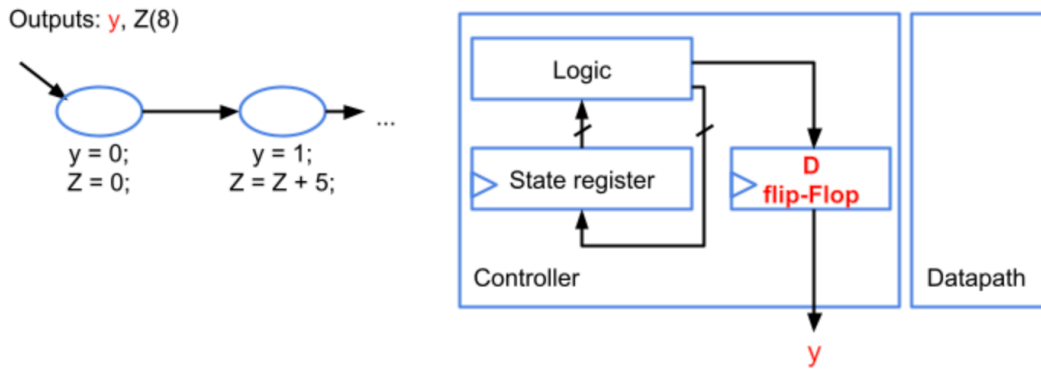 Outputs: y, Z(8)
y = 0;
Z = 0;
y = 1;
Z = Z + 5;
...
Logic
State register
D
flip-Flop
Controller
Datapath
y